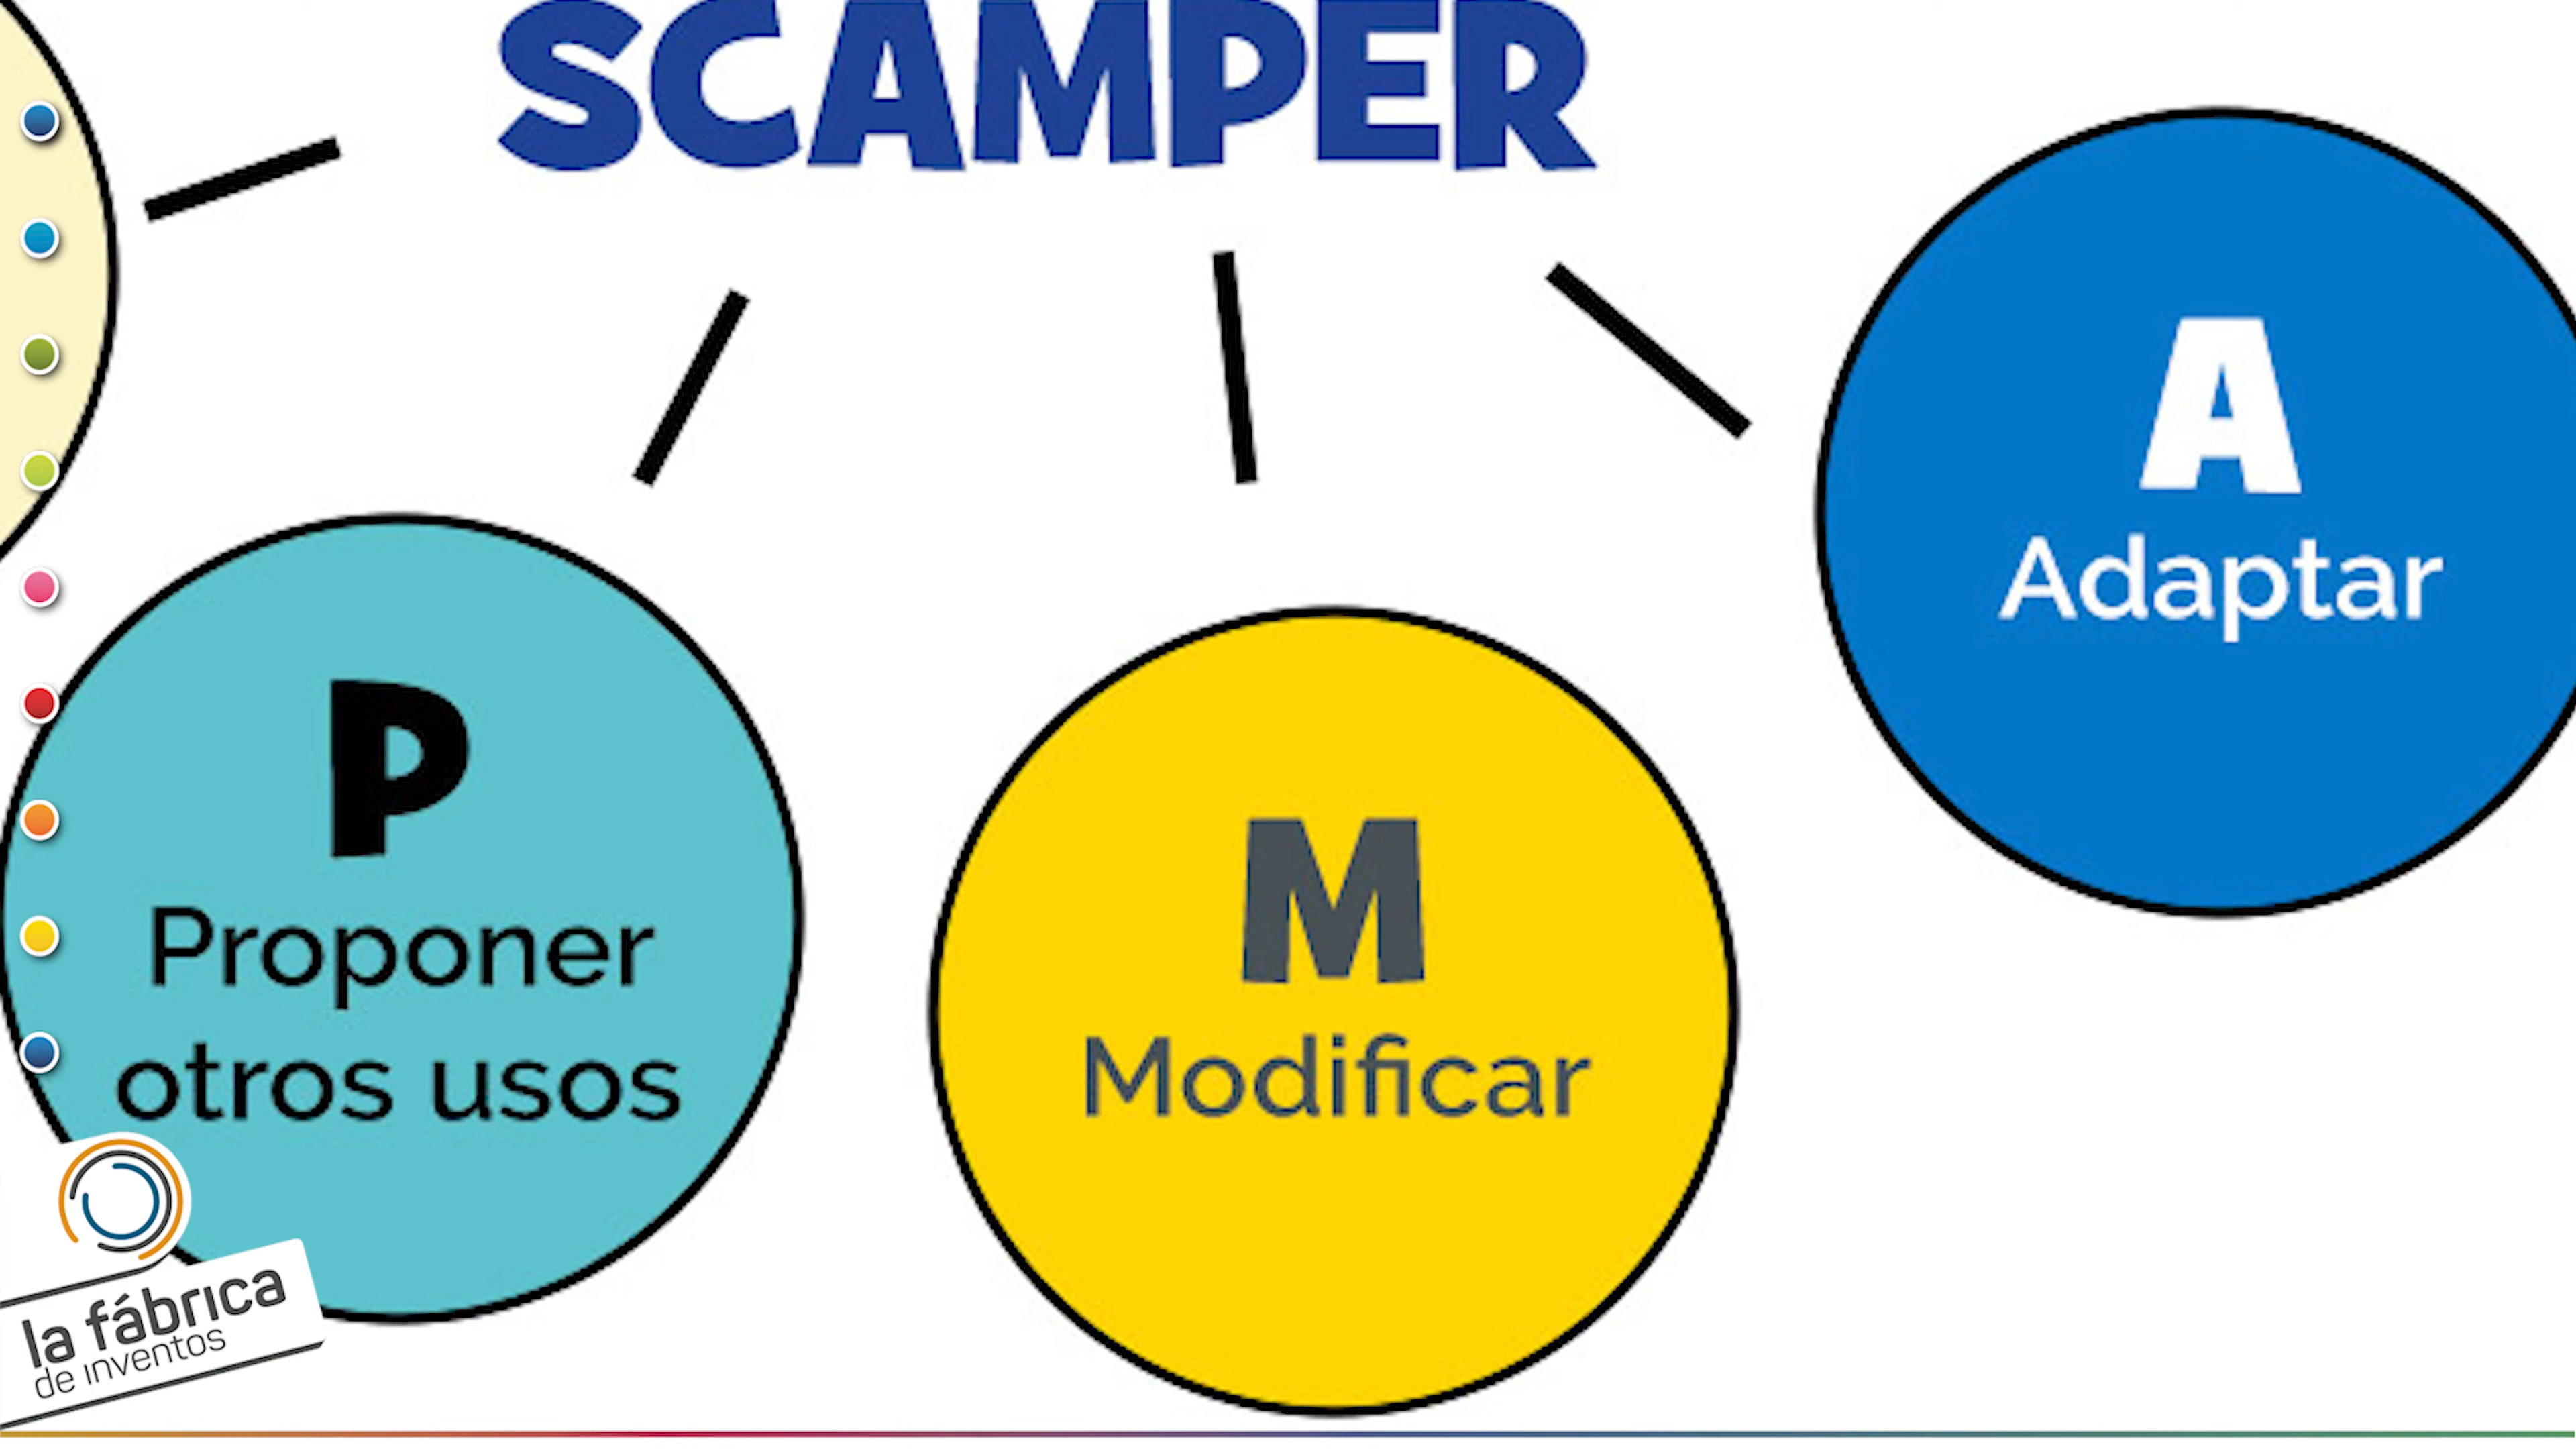 SCAMPER
A
Adaptar
P
Proponer
otros usos
M
Modificar
la fábrica
de inventos